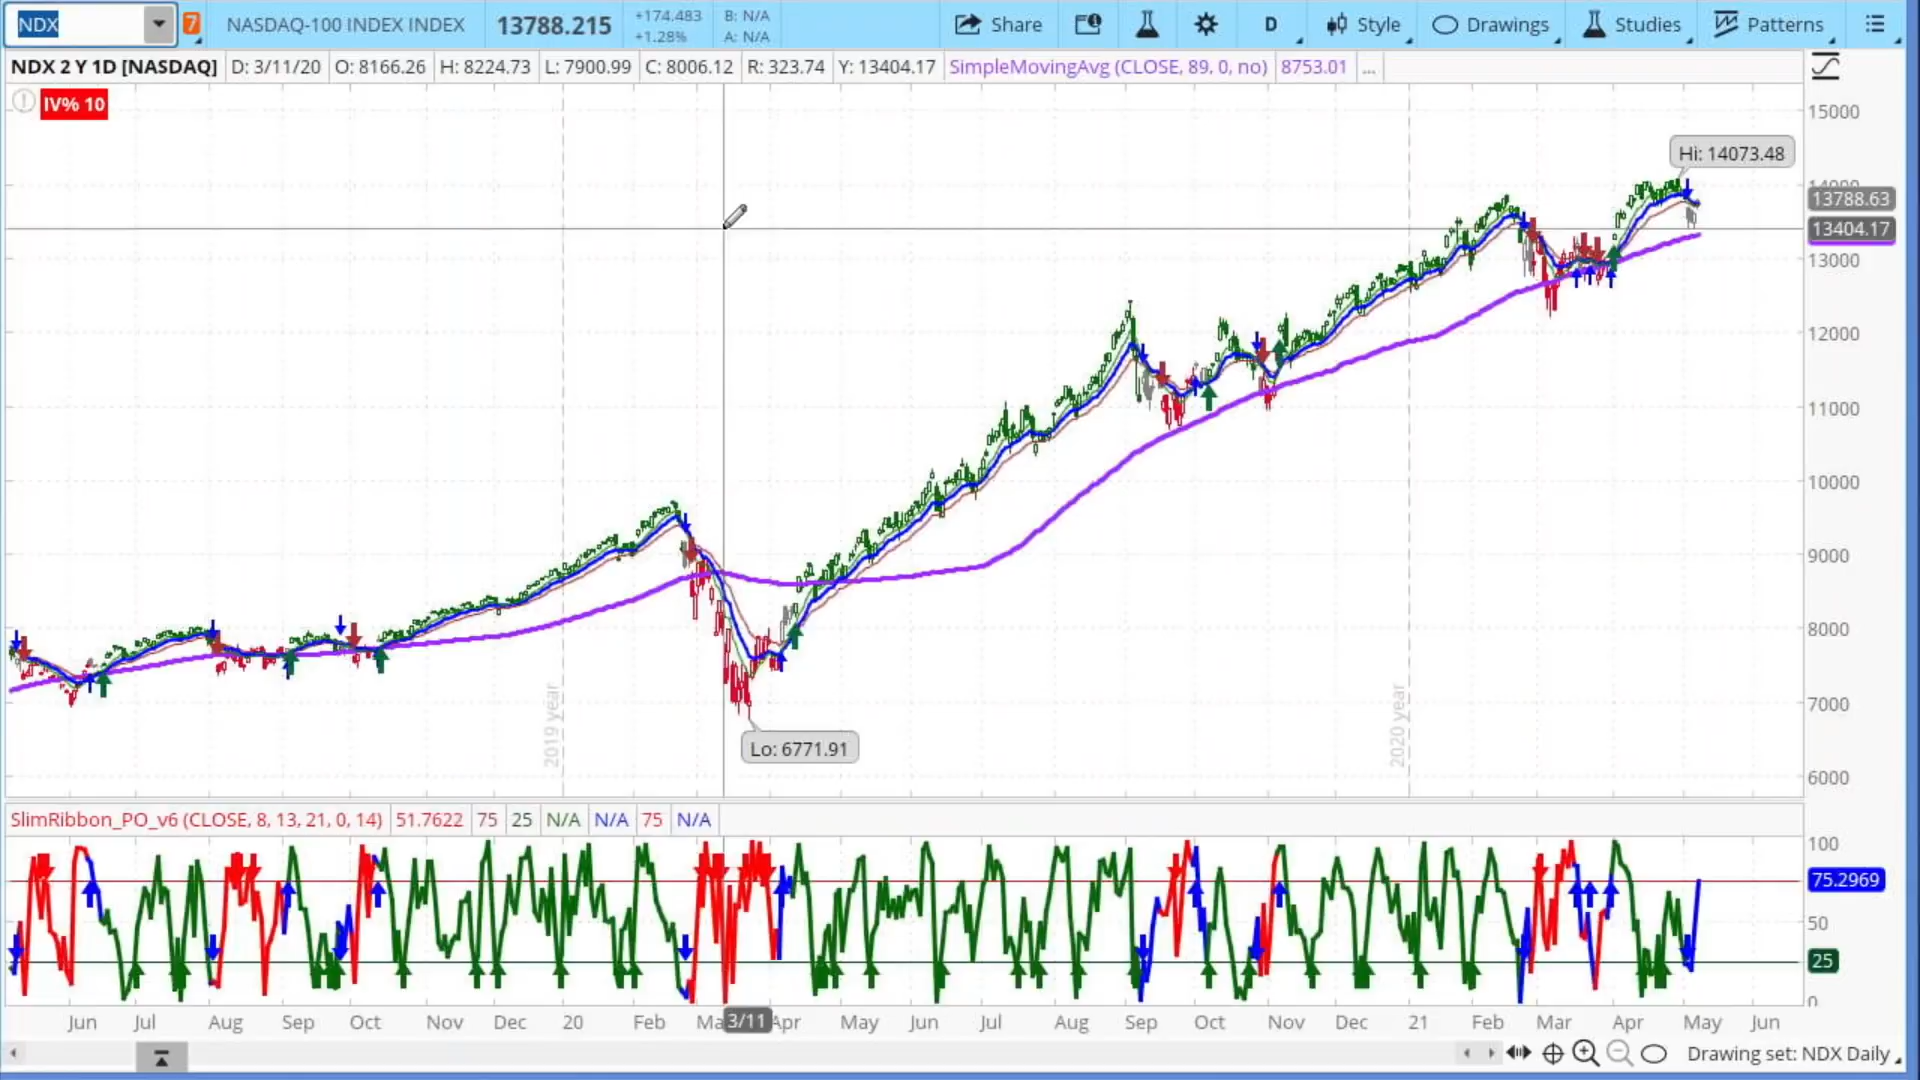 NDX 7 NASDAQ-100 INDEX INDEX 13788.215 +174.483 +1.28% B: N/A A: N/A Share D Style Drawings Studies Patterns
NDX 2 Y 1D [NASDAQ] D: 3/11/20 O: 8166.26 H: 8224.73 L: 7900.99 C: 8006.12 R: 323.74 Y: 13404.17 SimpleMovingAvg (CLOSE, 89, 0, no) 8753.01 ...
IV% 10
15000
Hi: 14073.48
14000
13788.63
13404.17
13000
12000
11000
10000
9000
8000
7000
2019 year
2020 year
Lo: 6771.91
6000
SlimRibbon_PO_v6 (CLOSE, 8, 13, 21, 0, 14) 51.7622 75 25 N/A N/A 75 N/A
100
75.2969
50
25
0
Jun Jul Aug Sep Oct Nov Dec 20 Feb Ma 3/11 Apr May Jun Jul Aug Sep Oct Nov Dec 21 Feb Mar Apr May Jun
Drawing set: NDX Daily